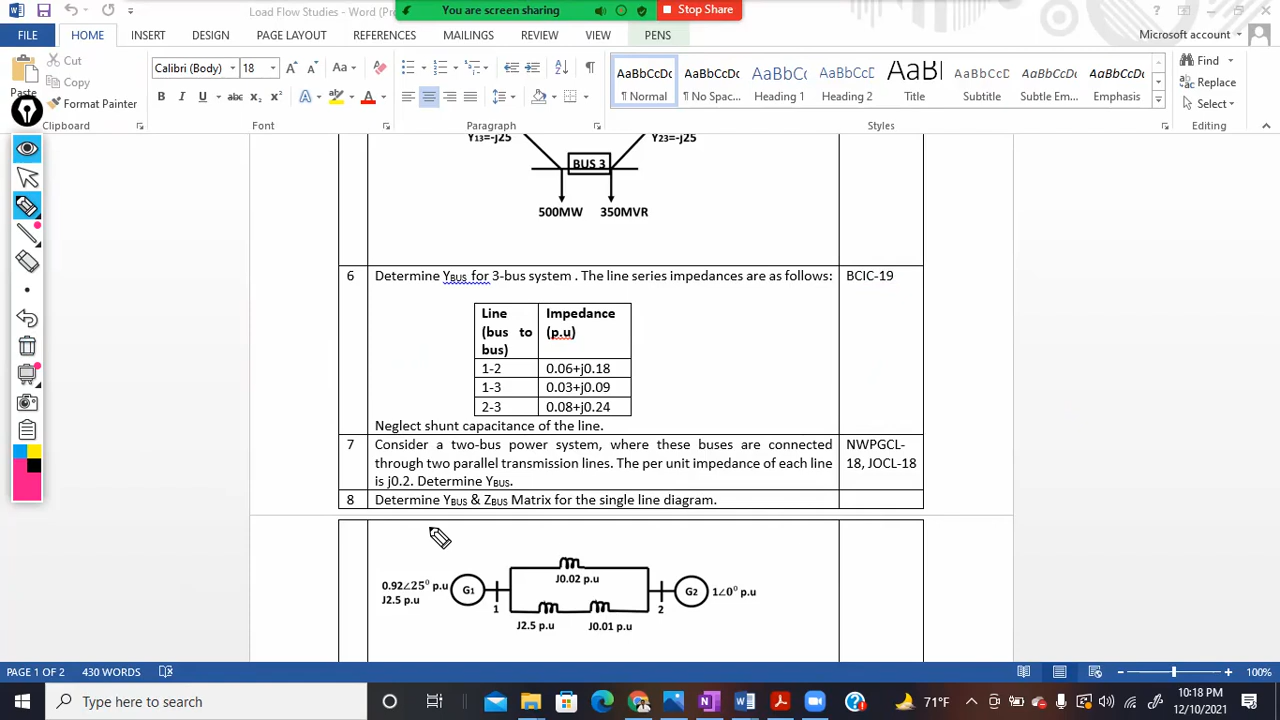 Load Flow Studies - Word (Pr
You are screen sharing
Stop Share
FILE HOME INSERT DESIGN PAGE LAYOUT REFERENCES MAILINGS REVIEW VIEW PENS
Microsoft account
Cut
Copy
Paste
Format Painter
Calibri (Body) 18
AaBbCcDc AaBbCcDc AaBbCc AaBbCcD AaBl AaBbCcD AaBbCcDc AaBbCcDc
¶ Normal ¶ No Spac... Heading 1 Heading 2 Title Subtitle Subtle Em... Emphasis
Find
Replace
Select
Clipboard Font Paragraph Styles Editing
Y13=-j25 Y23=-j25
BUS 3
500MW 350MVR
6 Determine YBUS for 3-bus system . The line series impedances are as follows: BCIC-19
Line (bus to bus) Impedance (p.u)
1-2 0.06+j0.18
1-3 0.03+j0.09
2-3 0.08+j0.24
Neglect shunt capacitance of the line.
7 Consider a two-bus power system, where these buses are connected NWPGCL-
through two parallel transmission lines. The per unit impedance of each line 18, JOCL-18
is j0.2. Determine YBUS.
8 Determine YBUS & ZBUS Matrix for the single line diagram.
J0.02 p.u
0.92∠25⁰ p.u G1 G2 1∠0⁰ p.u
J2.5 p.u
1 2
J2.5 p.u J0.01 p.u
PAGE 1 OF 2 430 WORDS 100%
Type here to search
71°F
10:18 PM
12/10/2021